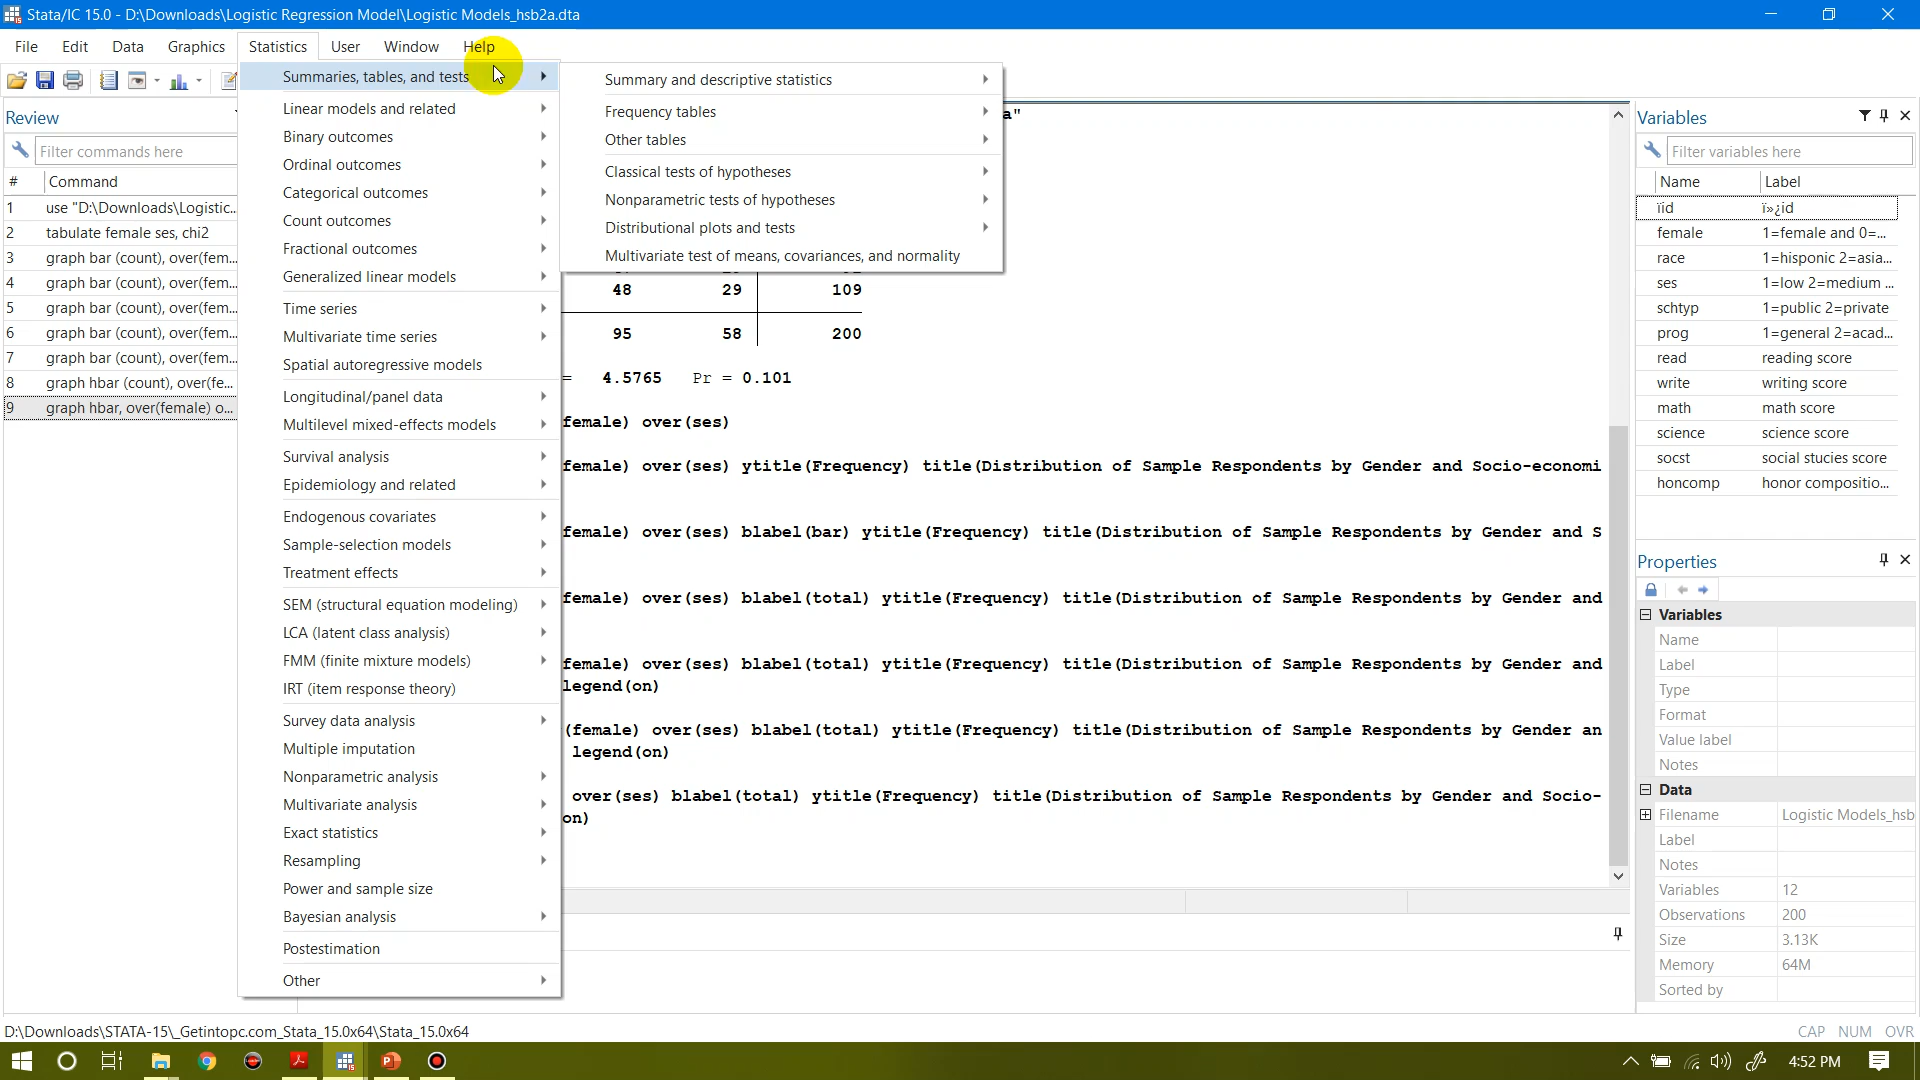 Stata/IC 15.0 - D:\Downloads\Logistic Regression Model\Logistic Models_hsb2a.dta
File Edit Data Graphics Statistics User Window Help
Review
Filter commands here
# Command
1 use "D:\Downloads\Logistic...
2 tabulate female ses, chi2
3 graph bar (count), over(fem...
4 graph bar (count), over(fem...
5 graph bar (count), over(fem...
6 graph bar (count), over(fem...
7 graph bar (count), over(fem...
8 graph hbar (count), over(fe...
9 graph hbar, over(female) o...
Summaries, tables, and tests
Linear models and related
Binary outcomes
Ordinal outcomes
Categorical outcomes
Count outcomes
Fractional outcomes
Generalized linear models
Time series
Multivariate time series
Spatial autoregressive models
Longitudinal/panel data
Multilevel mixed-effects models
Survival analysis
Epidemiology and related
Endogenous covariates
Sample-selection models
Treatment effects
SEM (structural equation modeling)
LCA (latent class analysis)
FMM (finite mixture models)
IRT (item response theory)
Survey data analysis
Multiple imputation
Nonparametric analysis
Multivariate analysis
Exact statistics
Resampling
Power and sample size
Bayesian analysis
Postestimation
Other
Summary and descriptive statistics
Frequency tables
Other tables
Classical tests of hypotheses
Nonparametric tests of hypotheses
Distributional plots and tests
Multivariate test of means, covariances, and normality
a"
48 29 109
95 58 200
= 4.5765 Pr = 0.101
female) over(ses)
female) over(ses) ytitle(Frequency) title(Distribution of Sample Respondents by Gender and Socio-economi
female) over(ses) blabel(bar) ytitle(Frequency) title(Distribution of Sample Respondents by Gender and S
female) over(ses) blabel(total) ytitle(Frequency) title(Distribution of Sample Respondents by Gender and
female) over(ses) blabel(total) ytitle(Frequency) title(Distribution of Sample Respondents by Gender and
legend(on)
(female) over(ses) blabel(total) ytitle(Frequency) title(Distribution of Sample Respondents by Gender an
legend(on)
over(ses) blabel(total) ytitle(Frequency) title(Distribution of Sample Respondents by Gender and Socio-
on)
Variables
Filter variables here
Name Label
ïid ï»¿id
female 1=female and 0=...
race 1=hisponic 2=asia...
ses 1=low 2=medium ...
schtyp 1=public 2=private
prog 1=general 2=acad...
read reading score
write writing score
math math score
science science score
socst social stucies score
honcomp honor compositio...
Properties
Variables
Name
Label
Type
Format
Value label
Notes
Data
Filename Logistic Models_hsb
Label
Notes
Variables 12
Observations 200
Size 3.13K
Memory 64M
Sorted by
D:\Downloads\STATA-15\_Getintopc.com_Stata_15.0x64\Stata_15.0x64
CAP NUM OVR
4:52 PM